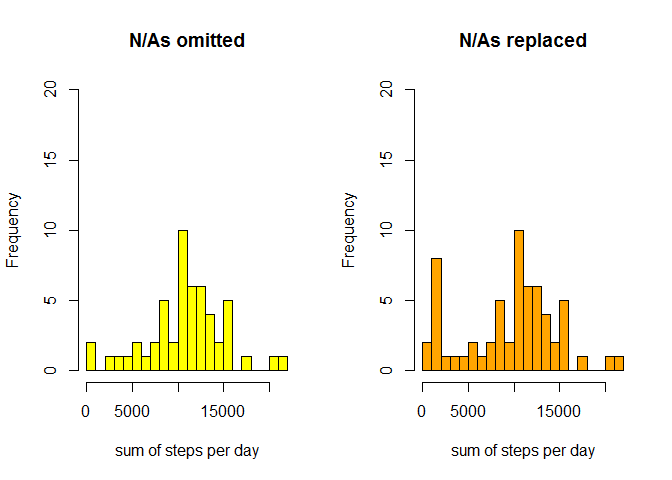 N/As omitted
Frequency
20
15
10
5
0
0 5000 15000
sum of steps per day
N/As replaced
Frequency
20
15
10
5
0
0 5000 15000
sum of steps per day